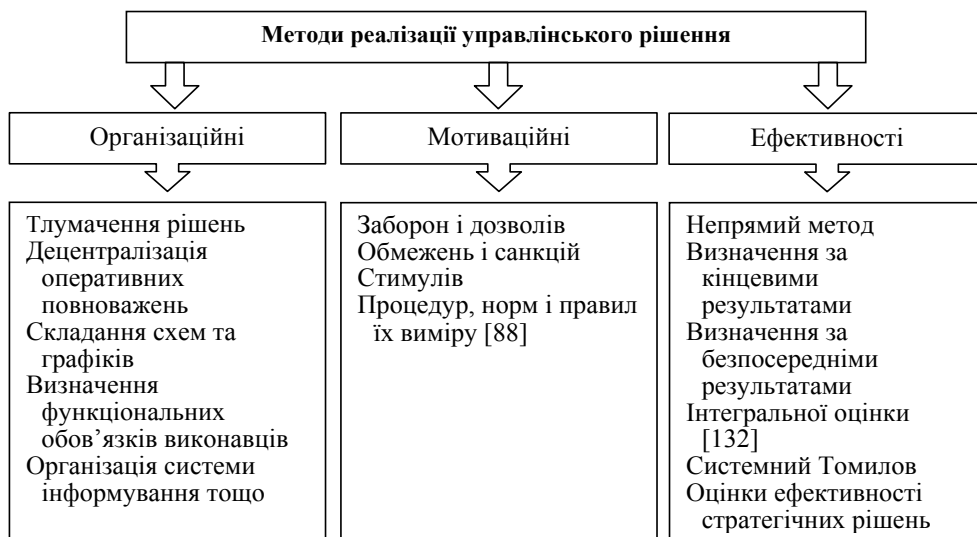 Методи реалізації управлінського рішення
Організаційні
Тлумачення рішень
Децентралізація
оперативних
повноважень
Складання схем та
графіків
Визначення
функціональних
обов’язків виконавців
Організація системи
інформування тощо
Мотиваційні
Заборон і дозволів
Обмежень і санкцій
Стимулів
Процедур, норм і правил
їх виміру [88]
Ефективності
Непрямий метод
Визначення за
кінцевими
результатами
Визначення за
безпосередніми
результатами
Інтегральної оцінки
[132]
Системний Томилов
Оцінки ефективності
стратегічних рішень